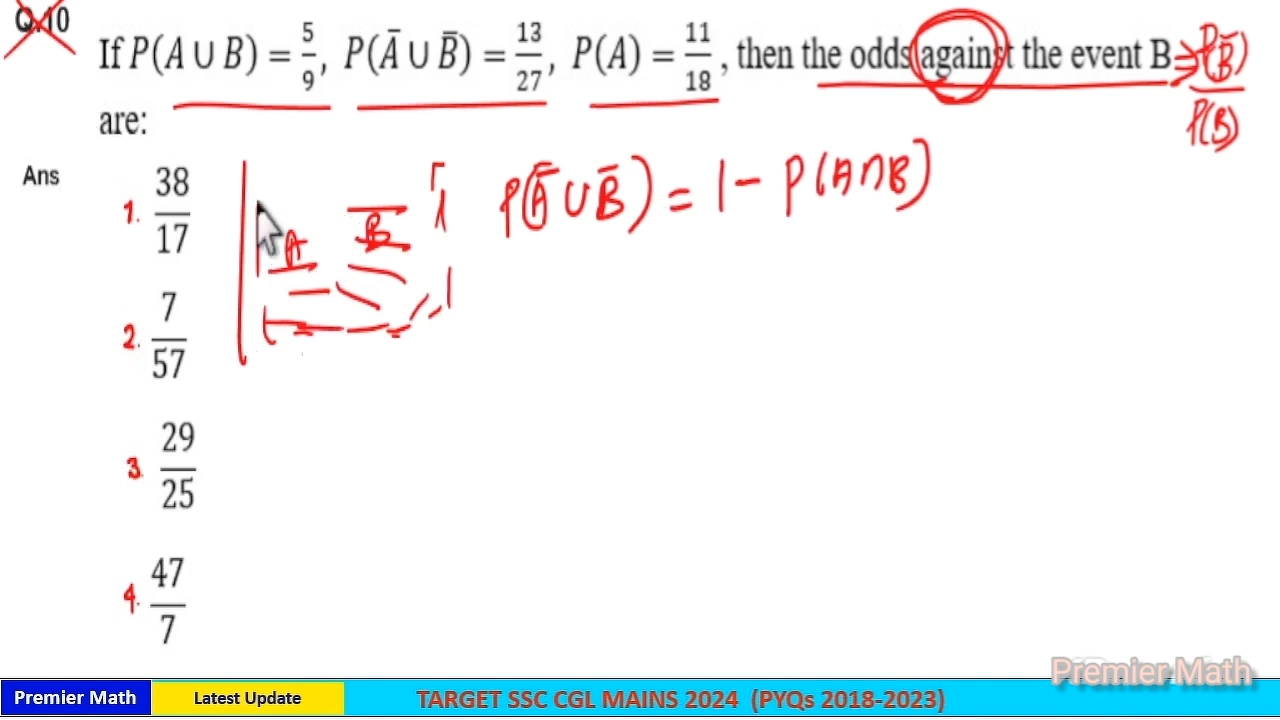 Q.10
If P(A ∪ B) = 5/9, P(Ā ∪ B̄) = 13/27, P(A) = 11/18, then the odds against the event B ⇒ P(B̄)/P(B)
are:
Ans
1. 38/17
P(Ā ∪ B̄) = 1 - P(A∩B)
A B
2. 7/57
3. 29/25
4. 47/7
Premier Math
Premier Math Latest Update TARGET SSC CGL MAINS 2024 (PYQs 2018-2023)